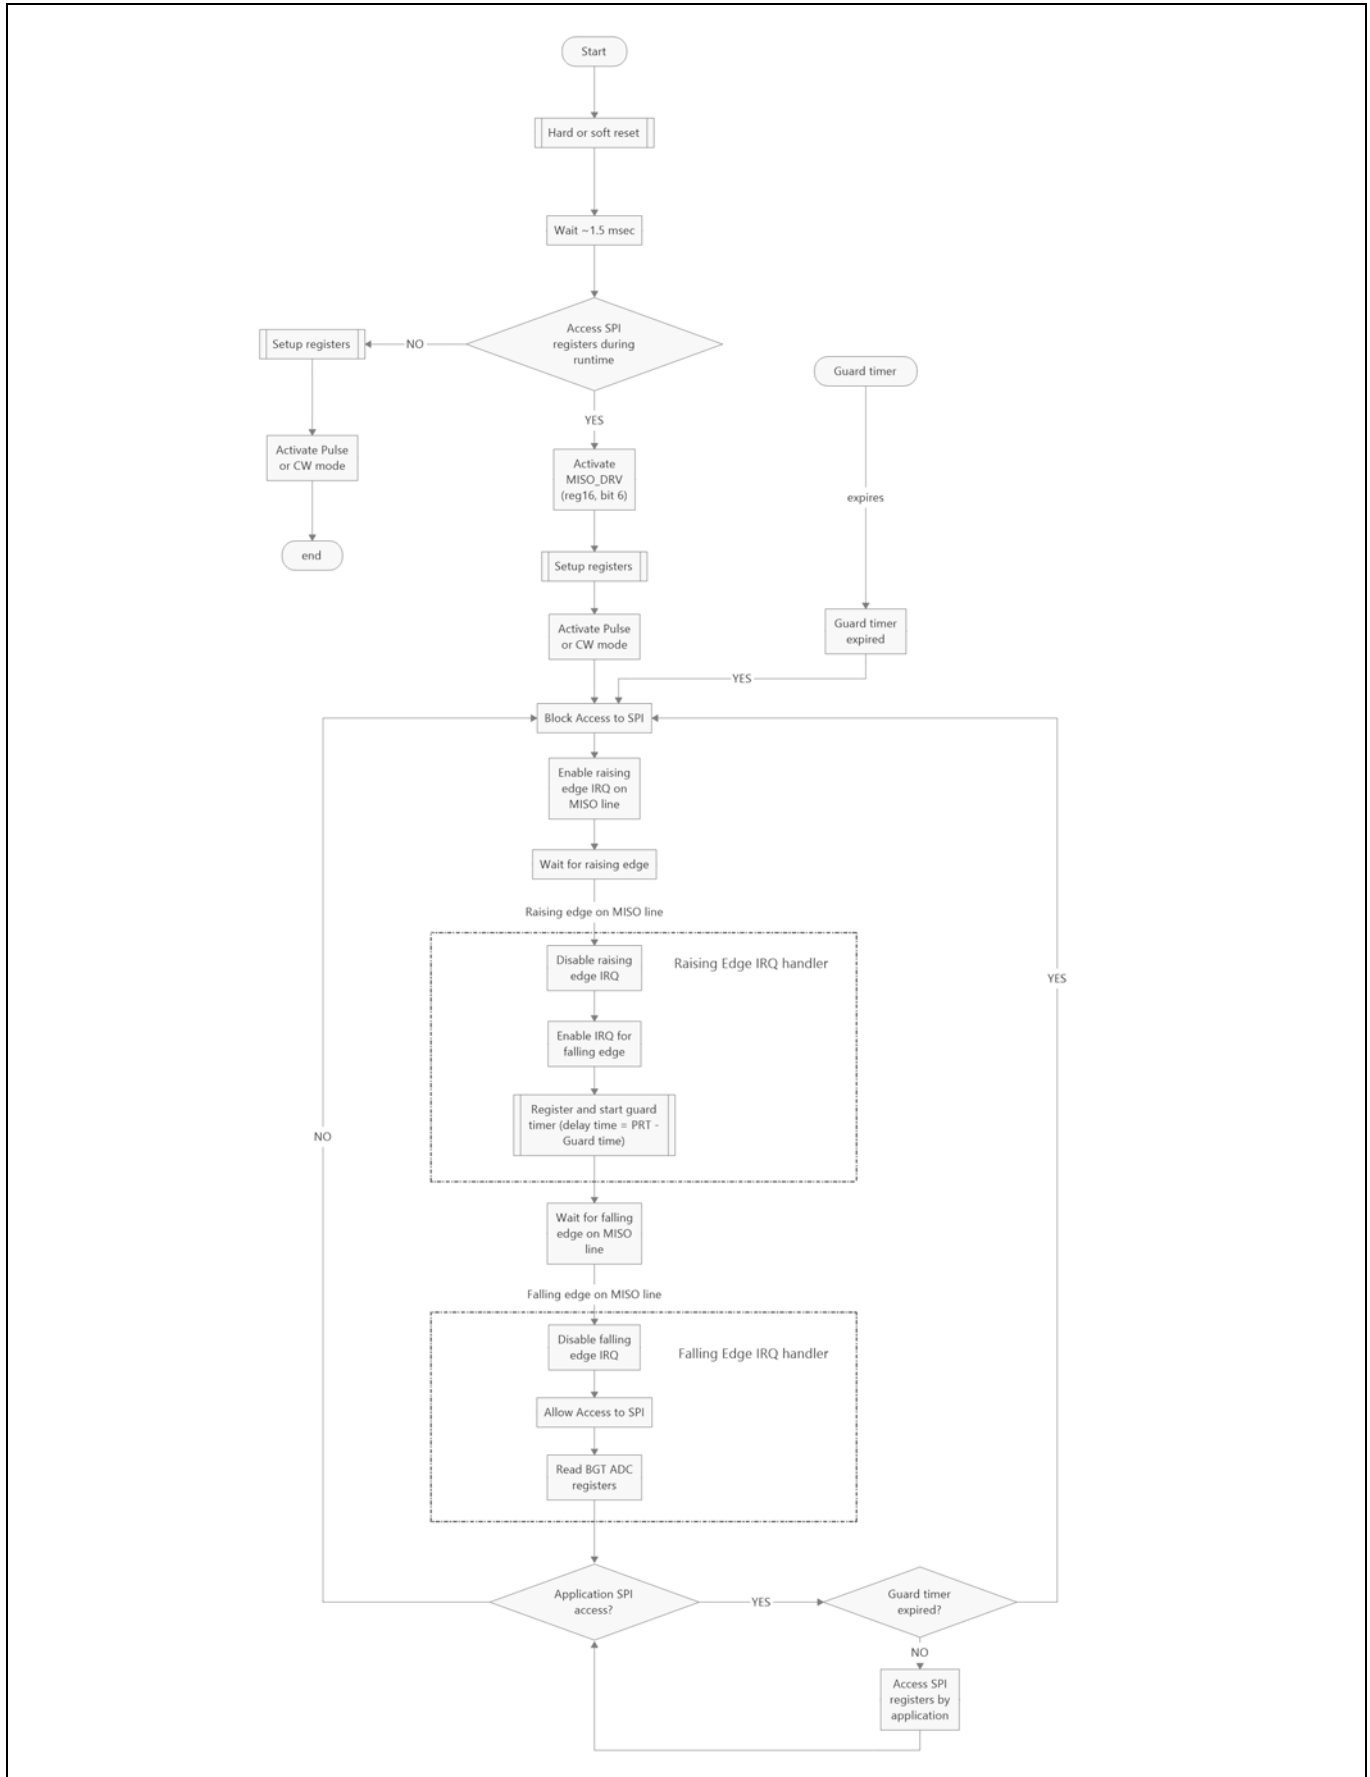 Start
Hard or soft reset
Wait ~1.5 msec
Access SPI
registers during
runtime
NO
Setup registers
Activate Pulse
or CW mode
end
YES
Activate
MISO_DRV
(reg16, bit 6)
Setup registers
Activate Pulse
or CW mode
Guard timer
expires
Guard timer
expired
YES
Block Access to SPI
Enable raising
edge IRQ on
MISO line
Wait for raising edge
Raising edge on MISO line
Raising Edge IRQ handler
Disable raising
edge IRQ
Enable IRQ for
falling edge
Register and start guard
timer (delay time = PRT -
Guard time)
Wait for falling
edge on MISO
line
Falling edge on MISO line
Falling Edge IRQ handler
Disable falling
edge IRQ
Allow Access to SPI
Read BGT ADC
registers
Application SPI
access?
NO
YES
Guard timer
expired?
YES
NO
Access SPI
registers by
application